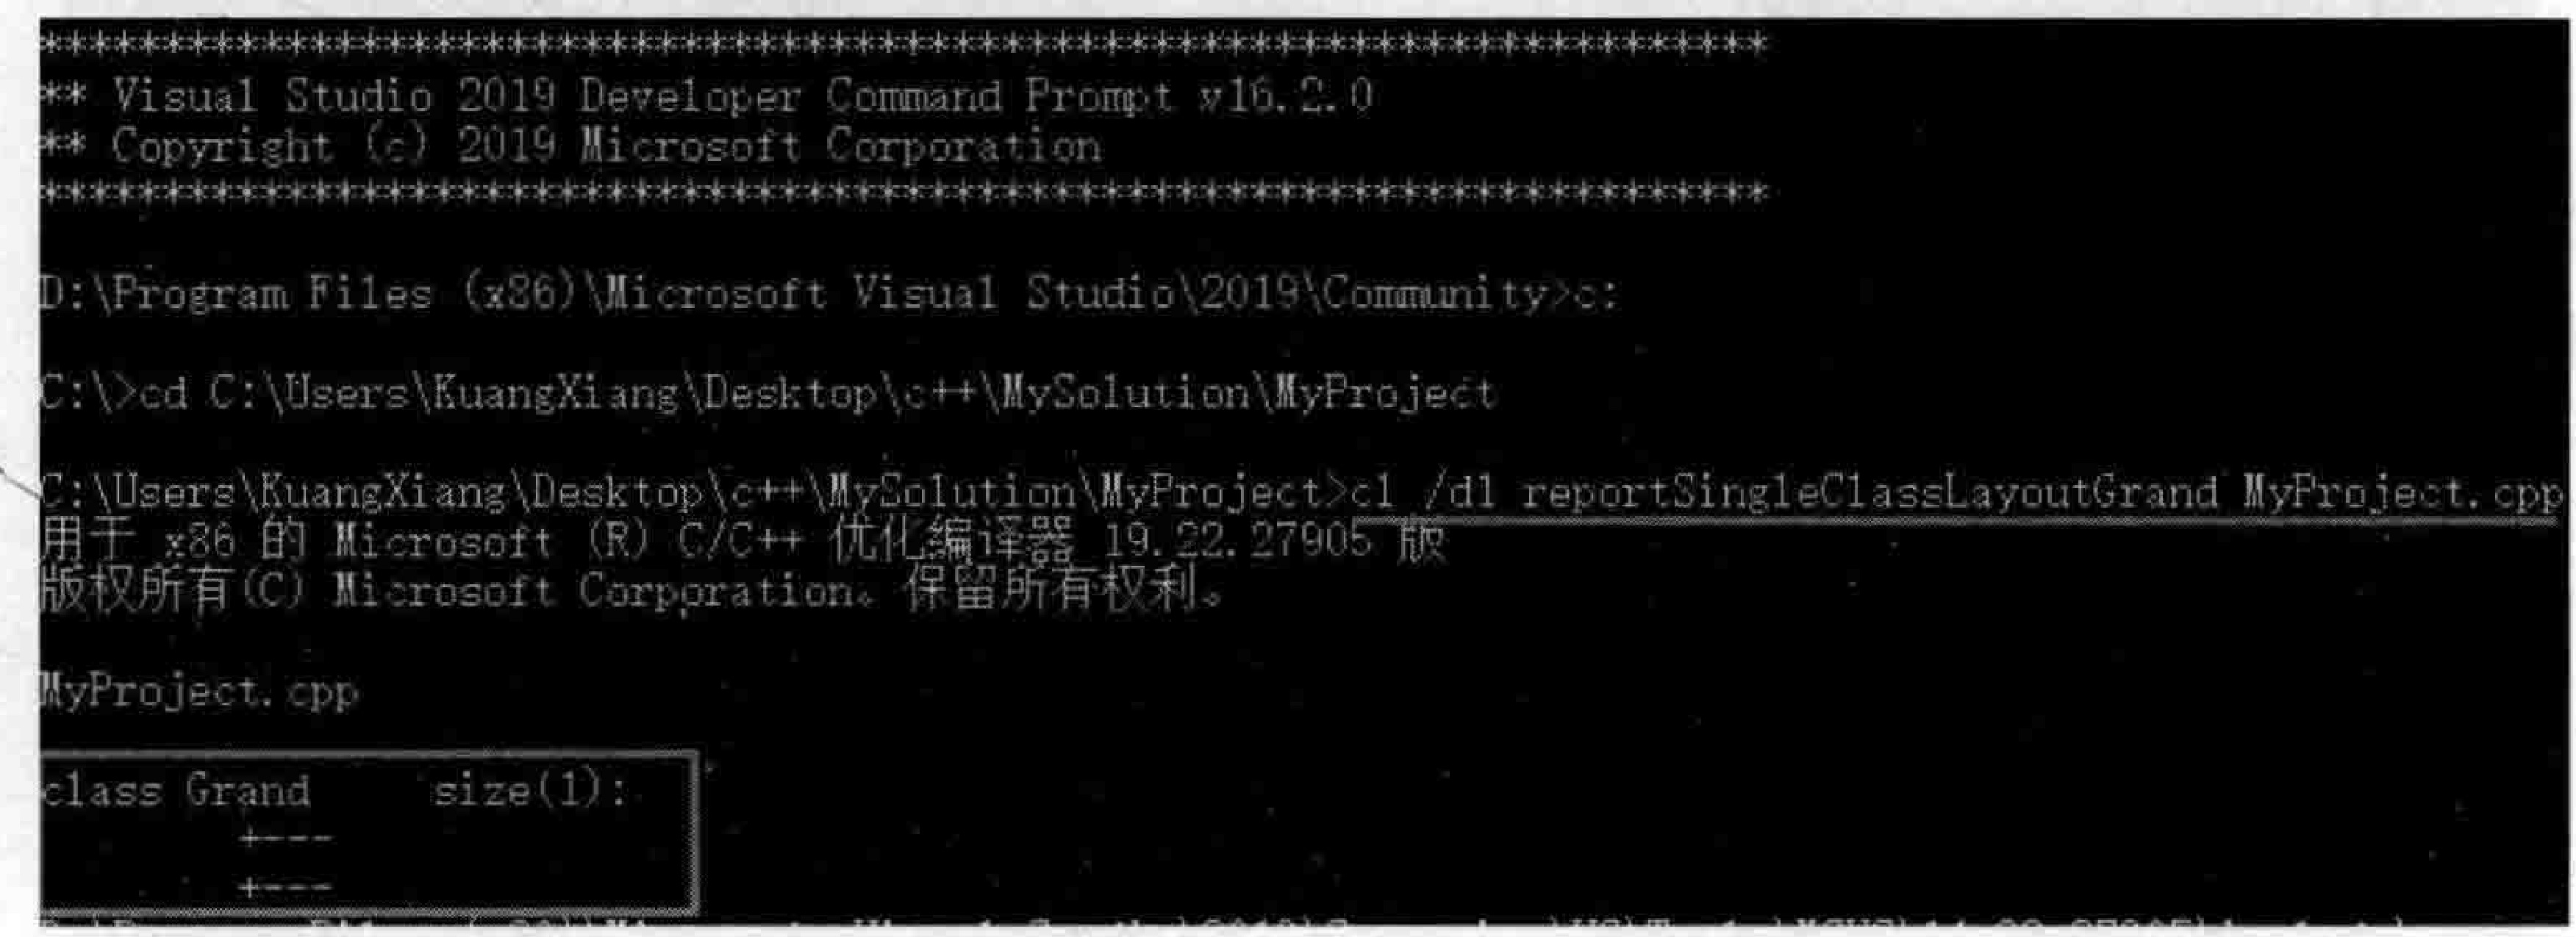 **********************************************************************
** Visual Studio 2019 Developer Command Prompt v16.2.0
** Copyright (c) 2019 Microsoft Corporation
**********************************************************************
D:\Program Files (x86)\Microsoft Visual Studio\2019\Community>c:
C:\>cd C:\Users\KuangXiang\Desktop\c++\MySolution\MyProject
C:\Users\KuangXiang\Desktop\c++\MySolution\MyProject>cl /d1 reportSingleClassLayoutGrand MyProject.cpp
用于 x86 的 Microsoft (R) C/C++ 优化编译器 19.22.27905 版
版权所有(C) Microsoft Corporation。保留所有权利。
MyProject.cpp
class Grand size(1):
+---
+---